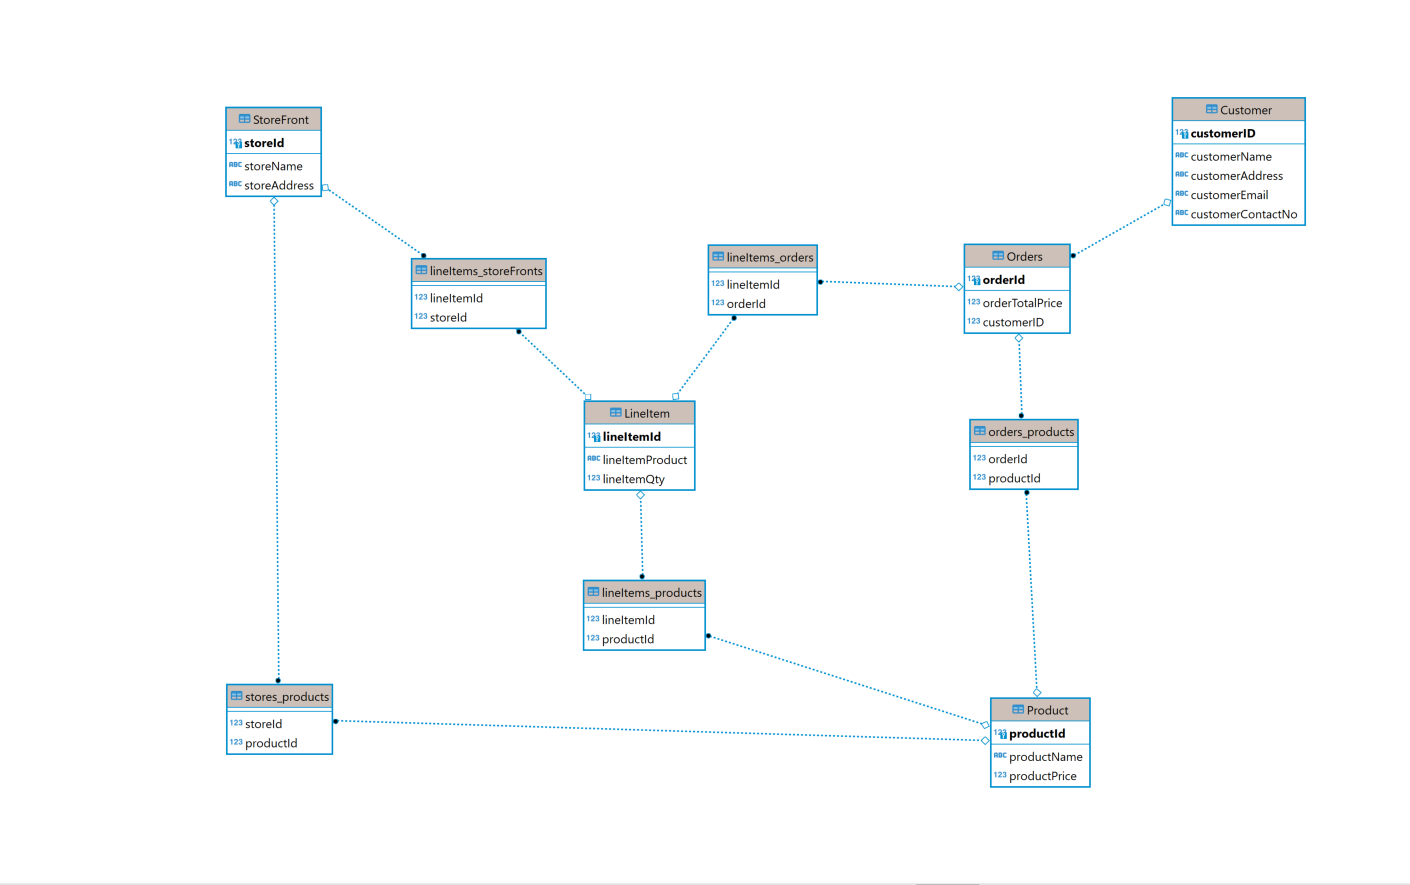 StoreFront
123 storeId
ABC storeName
ABC storeAddress
Customer
123 customerID
ABC customerName
ABC customerAddress
ABC customerEmail
ABC customerContactNo
lineItems_storeFronts
123 lineItemId
123 storeId
lineItems_orders
123 lineItemId
123 orderId
Orders
123 orderId
123 orderTotalPrice
123 customerID
LineItem
123 lineItemId
ABC lineItemProduct
123 lineItemQty
orders_products
123 orderId
123 productId
lineItems_products
123 lineItemId
123 productId
stores_products
123 storeId
123 productId
Product
123 productId
ABC productName
123 productPrice